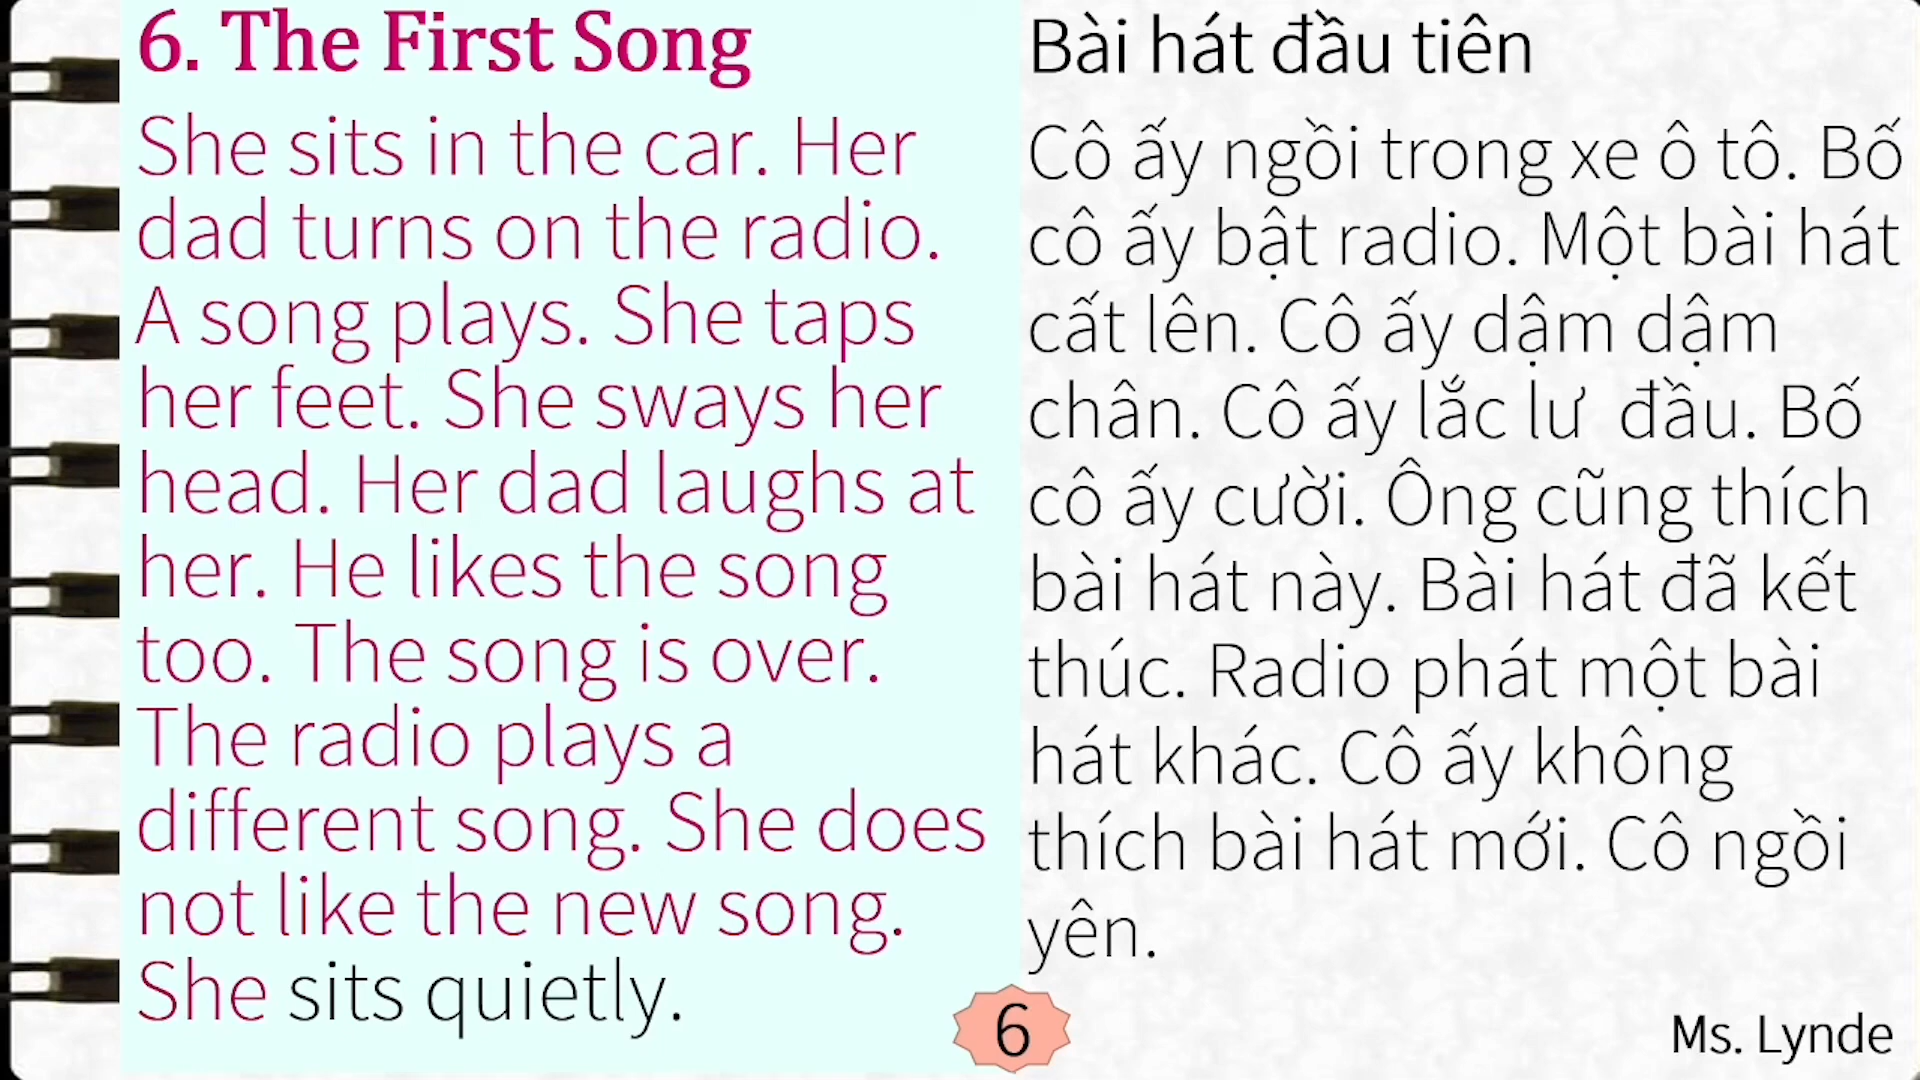 6. The First Song
She sits in the car. Her
dad turns on the radio.
A song plays. She taps
her feet. She sways her
head. Her dad laughs at
her. He likes the song
too. The song is over.
The radio plays a
different song. She does
not like the new song.
She sits quietly.
Bài hát đầu tiên
Cô ấy ngồi trong xe ô tô. Bố
cô ấy bật radio. Một bài hát
cất lên. Cô ấy dậm dậm
chân. Cô ấy lắc lư đầu. Bố
cô ấy cười. Ông cũng thích
bài hát này. Bài hát đã kết
thúc. Radio phát một bài
hát khác. Cô ấy không
thích bài hát mới. Cô ngồi
yên.
6
Ms. Lynde